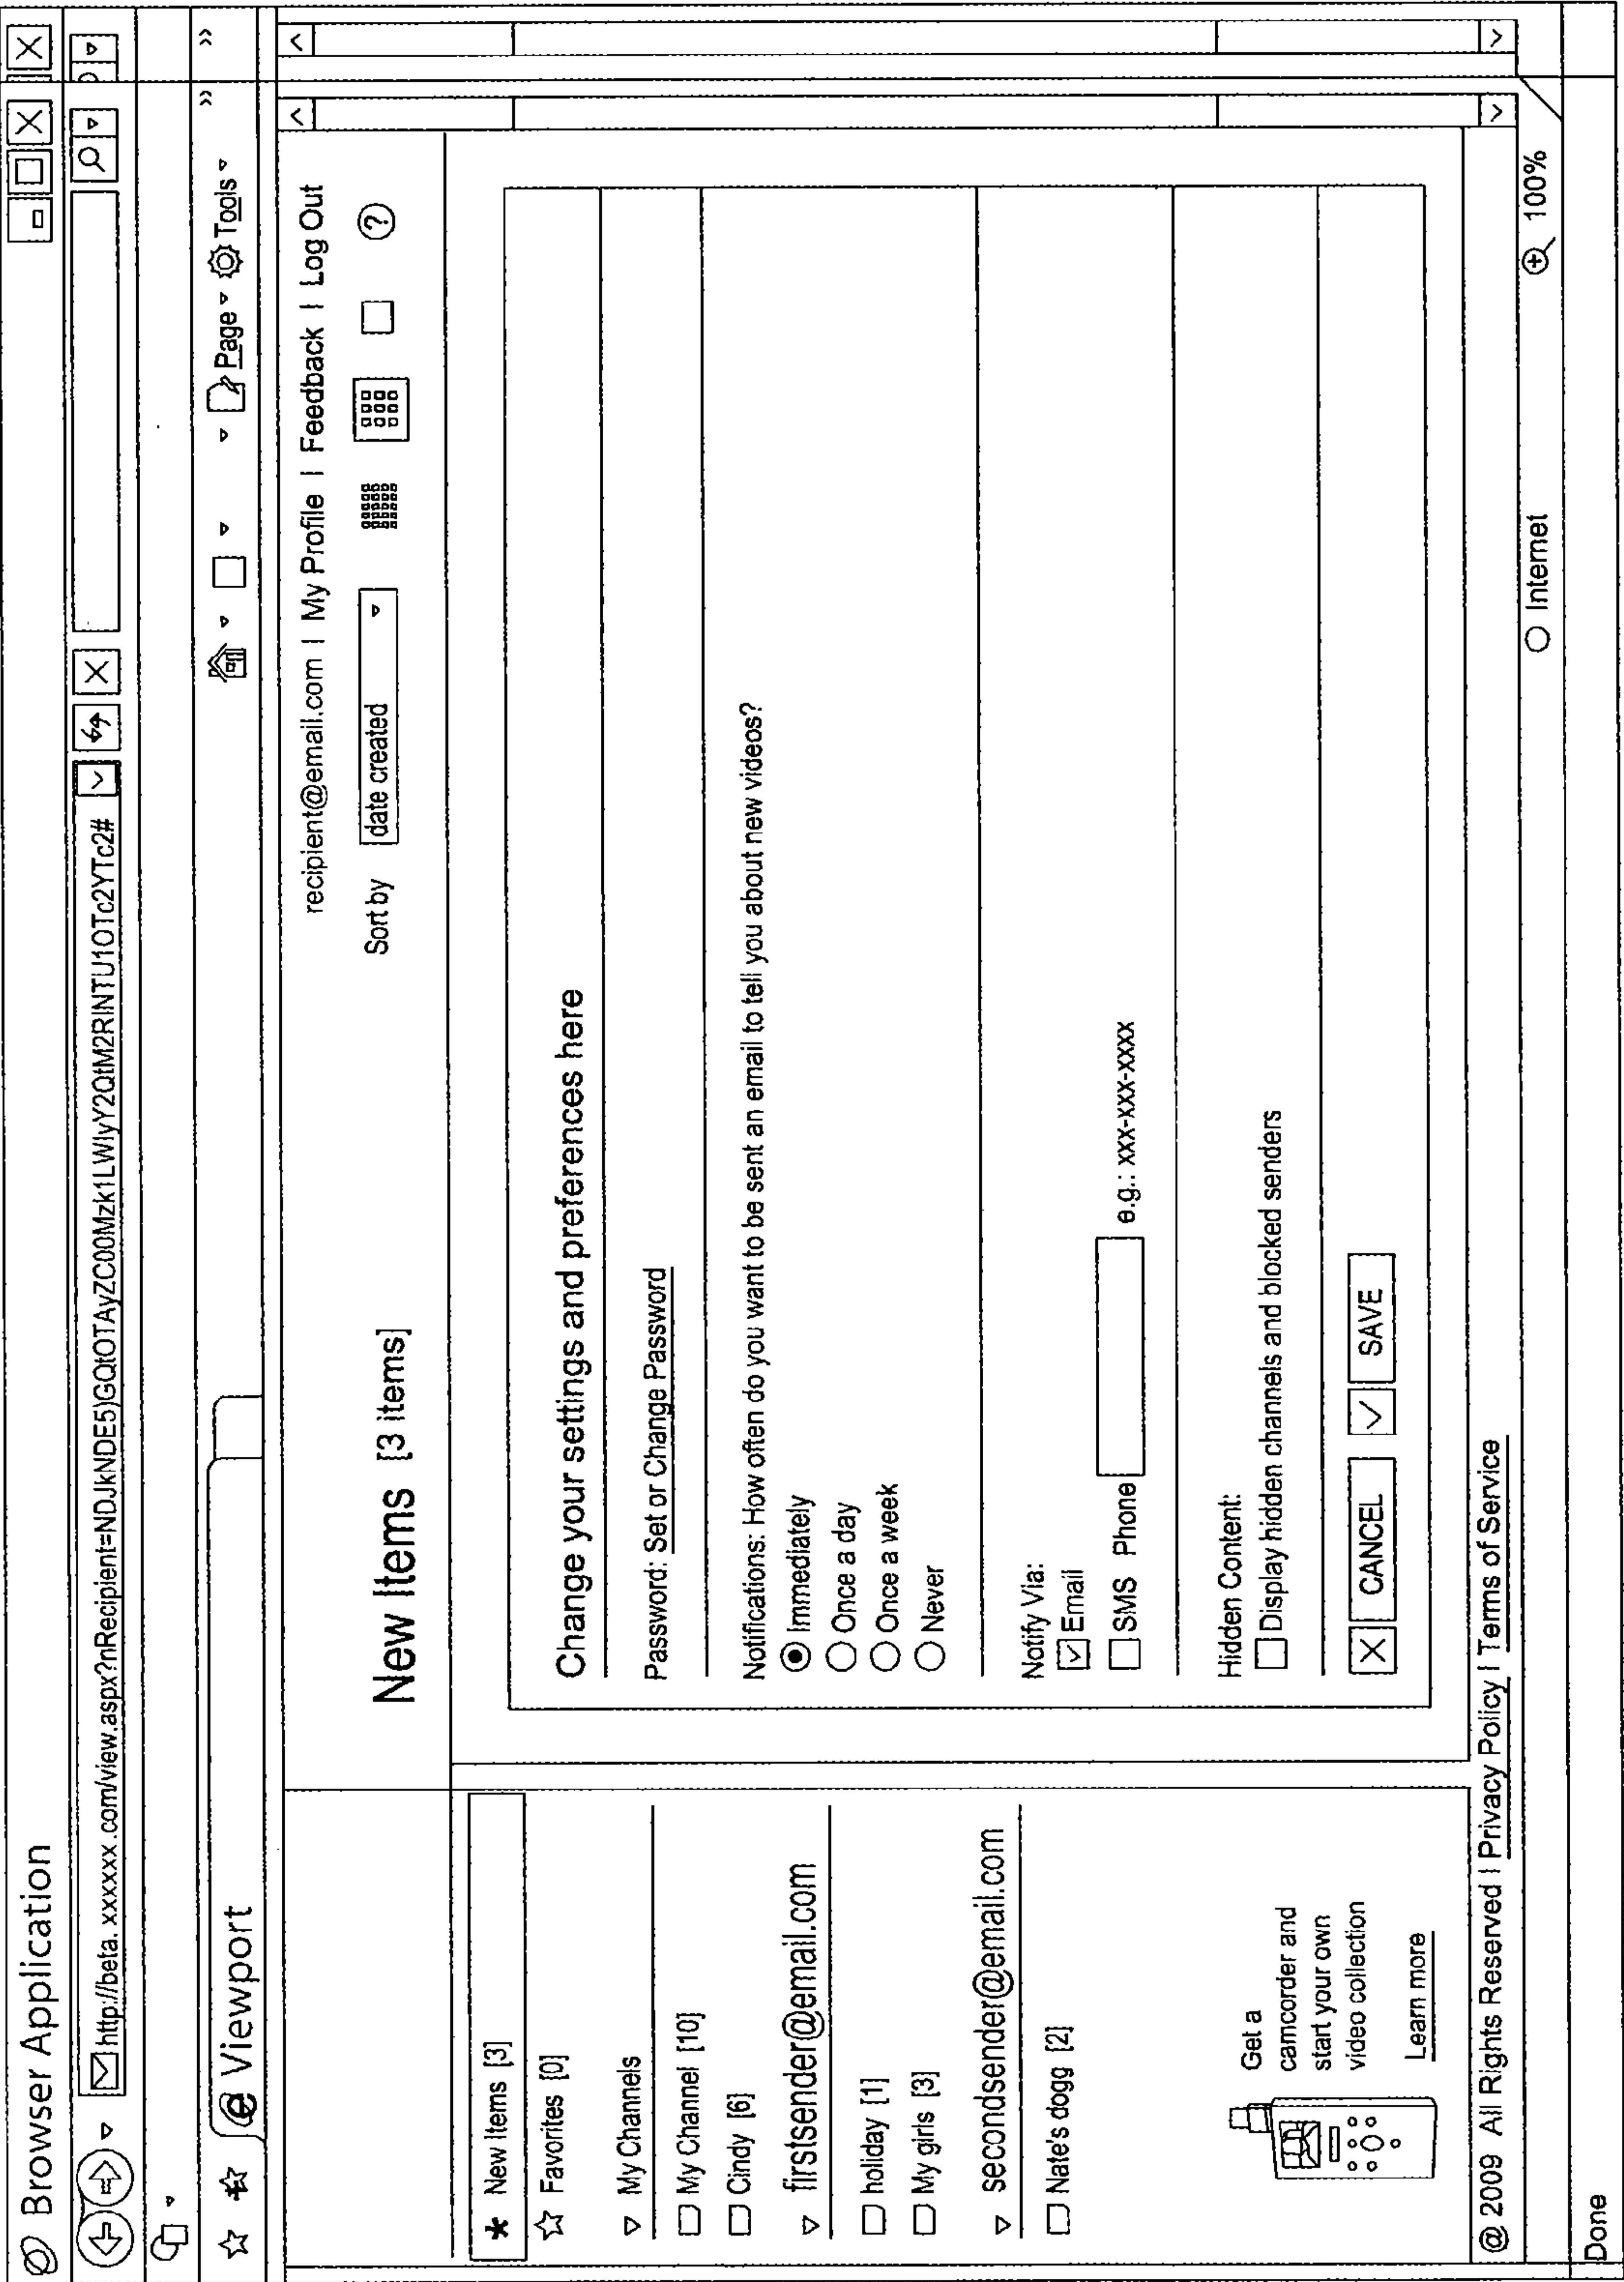 Browser Application
http://beta. xxxxxx.com/view.aspx?nRecipient=NDJkNDE5)GQtOTAyZC00Mzk1LWIyY2QtM2RlNTU1OTc2YTc2#
Viewport
Page Tools
recipient@email.com | My Profile | Feedback | Log Out
New Items [3 items]
Sort by date created
?
* New Items [3]
Favorites [0]
My Channels
My Channel [10]
Cindy [6]
firstsender@email.com
holiday [1]
My girls [3]
secondsender@email.com
Nate's dogg [2]
Get a
camcorder and
start your own
video collection
Learn more
Change your settings and preferences here
Password: Set or Change Password
Notifications: How often do you want to be sent an email to tell you about new videos?
Immediately
Once a day
Once a week
Never
Notify Via:
Email
SMS Phone e.g.: xxx-xxx-xxxx
Hidden Content:
Display hidden channels and blocked senders
X CANCEL SAVE
@ 2009 All Rights Reserved | Privacy Policy | Terms of Service
Internet 100%
Done